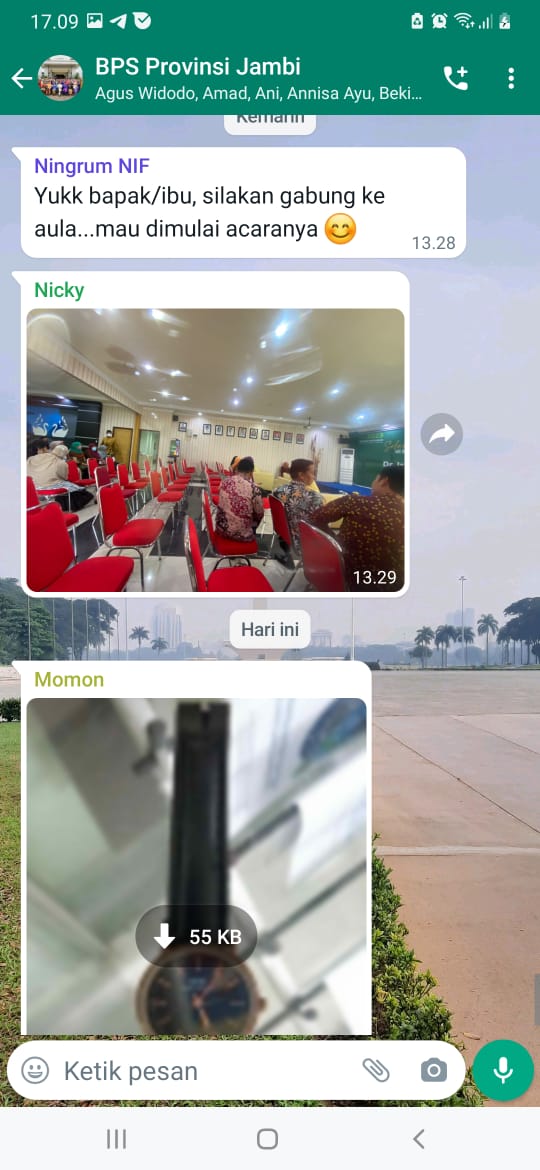 17.09
BPS Provinsi Jambi
Agus Widodo, Amad, Ani, Annisa Ayu, Beki...
Kemarin
Ningrum NIF
Yukk bapak/ibu, silakan gabung ke
aula...mau dimulai acaranya 😊
13.28
Nicky
13.29
Hari ini
Momon
55 KB
Ketik pesan